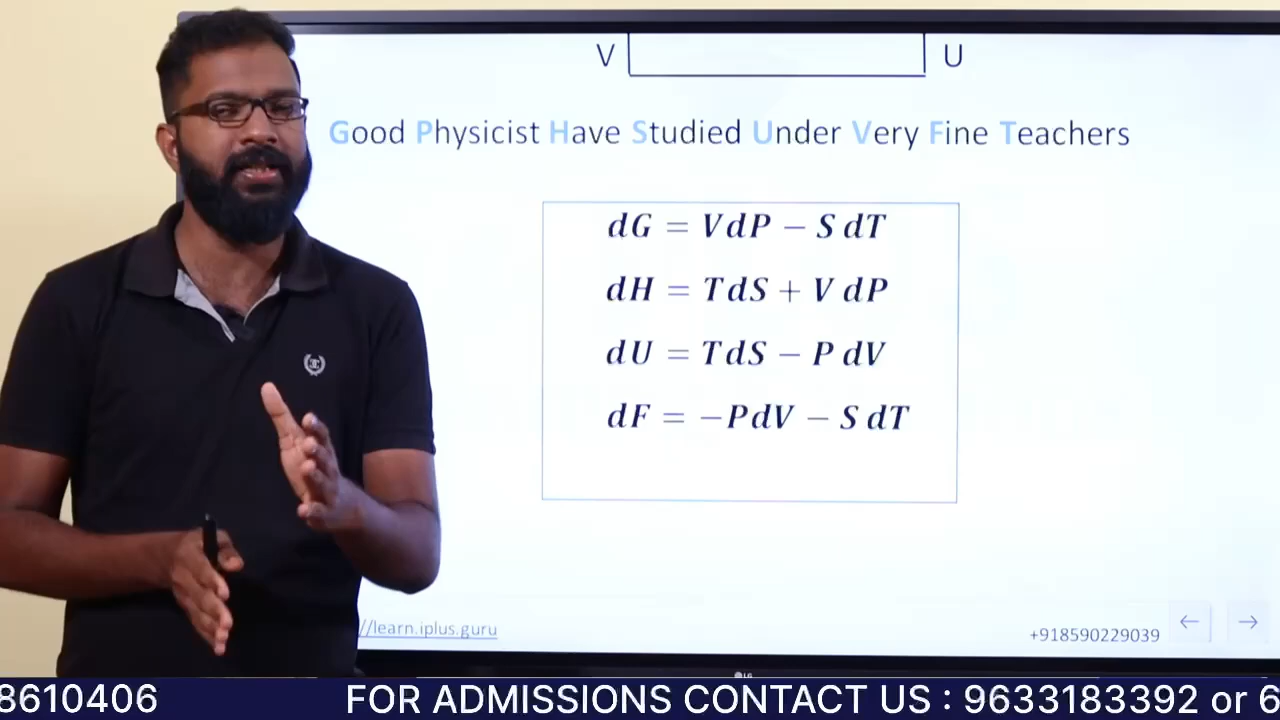 V U
Good Physicist Have Studied Under Very Fine Teachers
dG = VdP − S dT
dH = TdS + V dP
dU = TdS − P dV
dF = −PdV − S dT
//learn.iplus.guru
+918590229039
LG
8610406 FOR ADMISSIONS CONTACT US : 9633183392 or 6